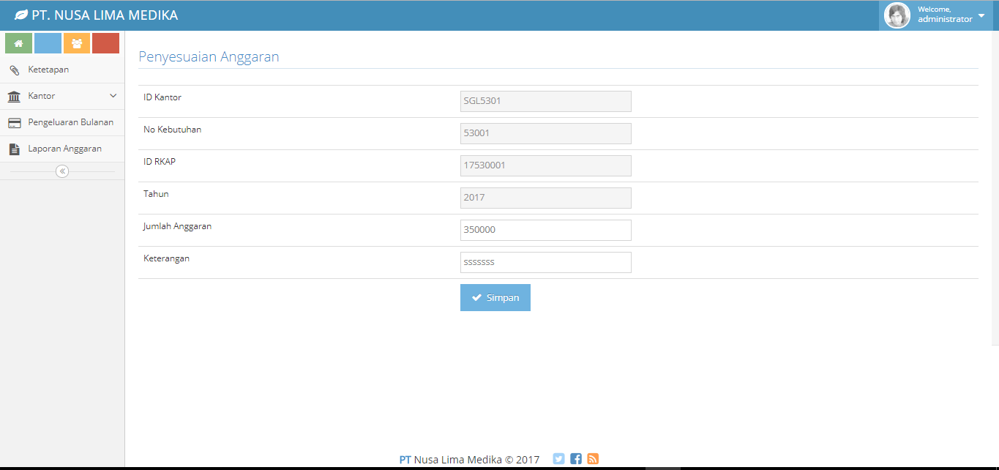 PT. NUSA LIMA MEDIKA
Welcome,
administrator
Ketetapan
Kantor
Pengeluaran Bulanan
Laporan Anggaran
Penyesuaian Anggaran
ID Kantor
SGL5301
No Kebutuhan
53001
ID RKAP
17530001
Tahun
2017
Jumlah Anggaran
350000
Keterangan
sssssss
Simpan
PT Nusa Lima Medika © 2017